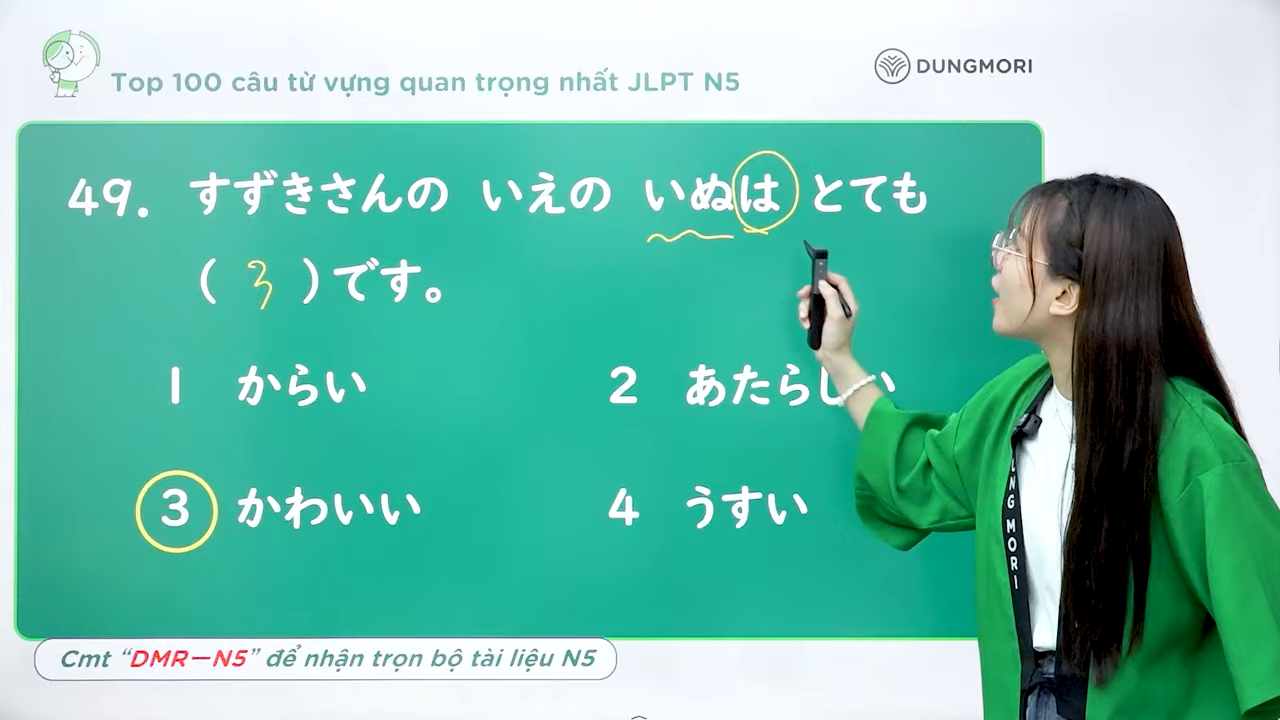 Top 100 câu từ vựng quan trọng nhất JLPT N5
DUNGMORI
49. すずきさんの いえの いぬは とても
( 3 )です。
1 からい
2 あたらしい
3 かわいい
4 うすい
Cmt “DMR－N5” để nhận trọn bộ tài liệu N5
UNG MORI